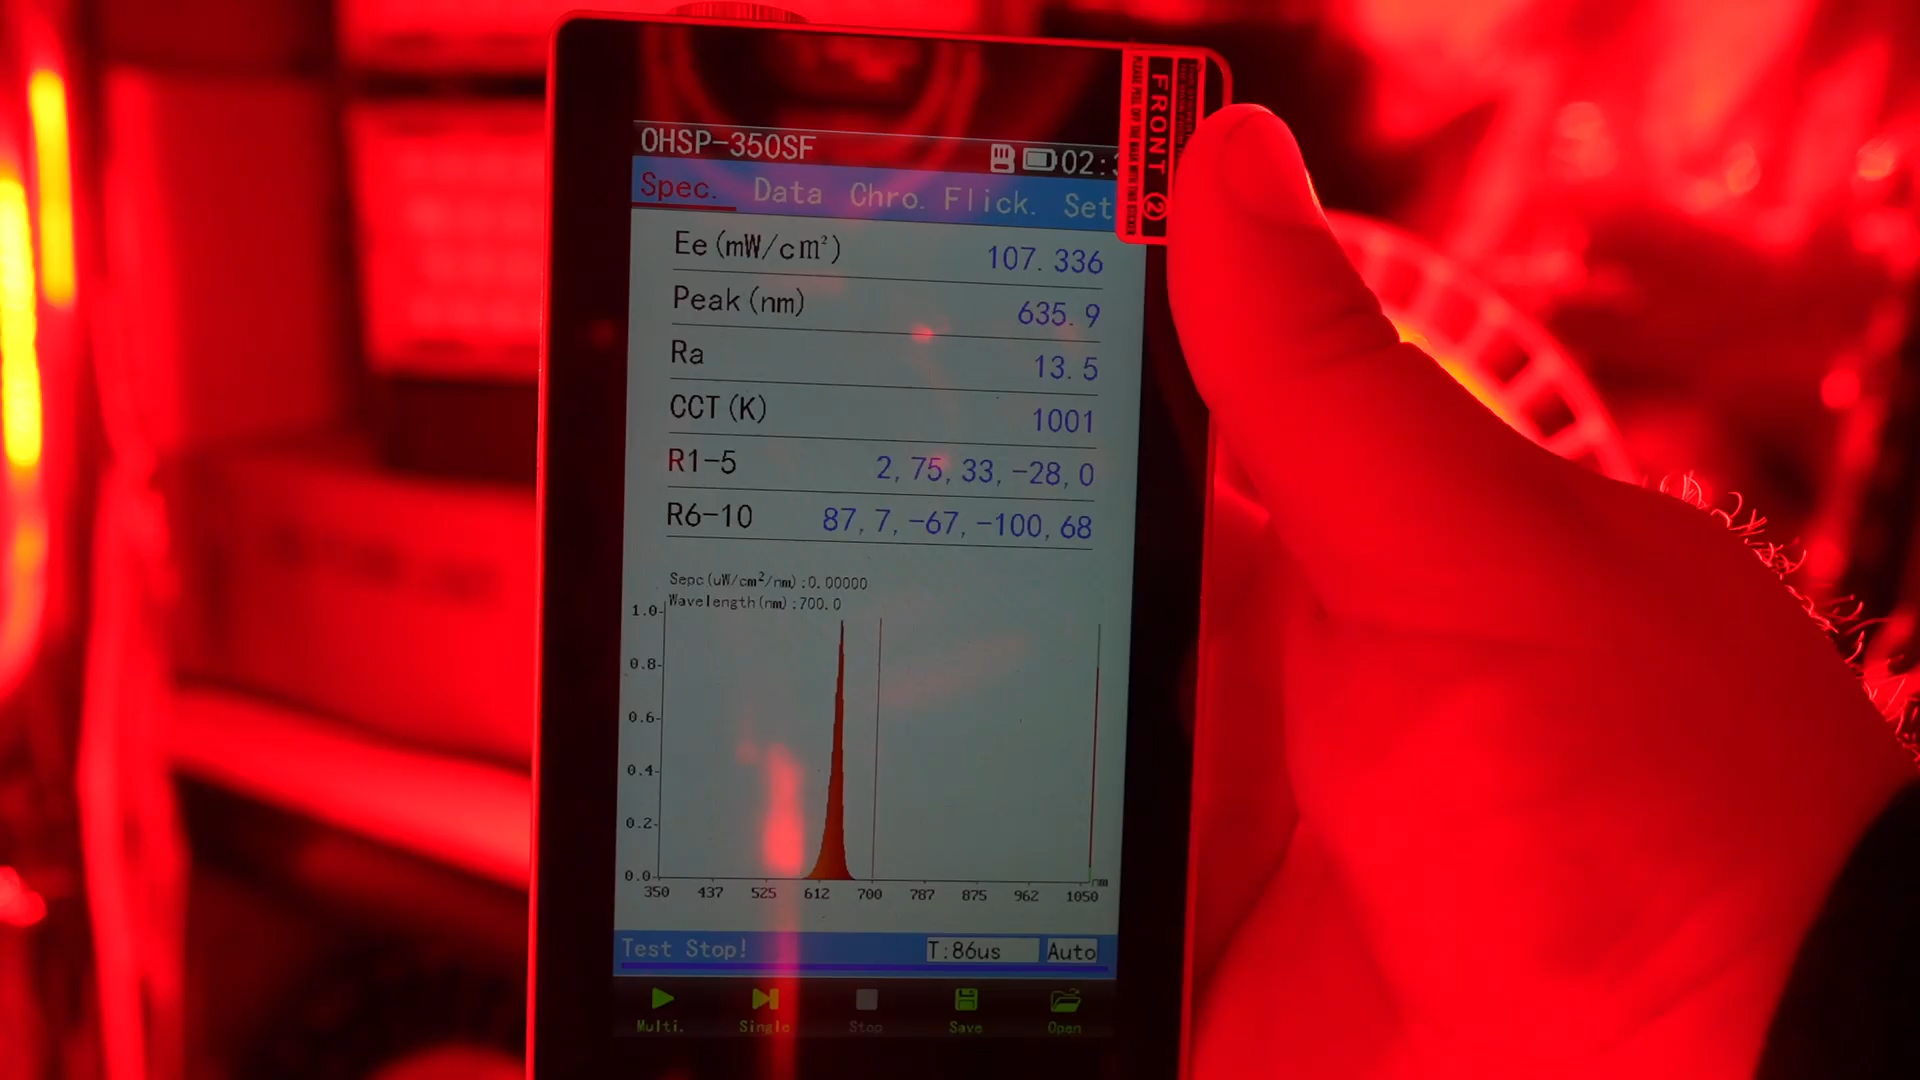 OHSP-350SF 02:
FRONT 2
Spec. Data Chro. Flick. Set
Ee(mW/cm²) 107.336
Peak(nm) 635.9
Ra 13.5
CCT(K) 1001
R1-5 2, 75, 33, -28, 0
R6-10 87, 7, -67, -100, 68
Sepc(uW/cm²/nm):0.00000
Wavelength(nm):700.0
1.0
0.8
0.6
0.4
0.2
0.0
350 437 525 612 700 787 875 962 1050 nm
Test Stop! T:86us Auto
Multi. Single Stop Save Open